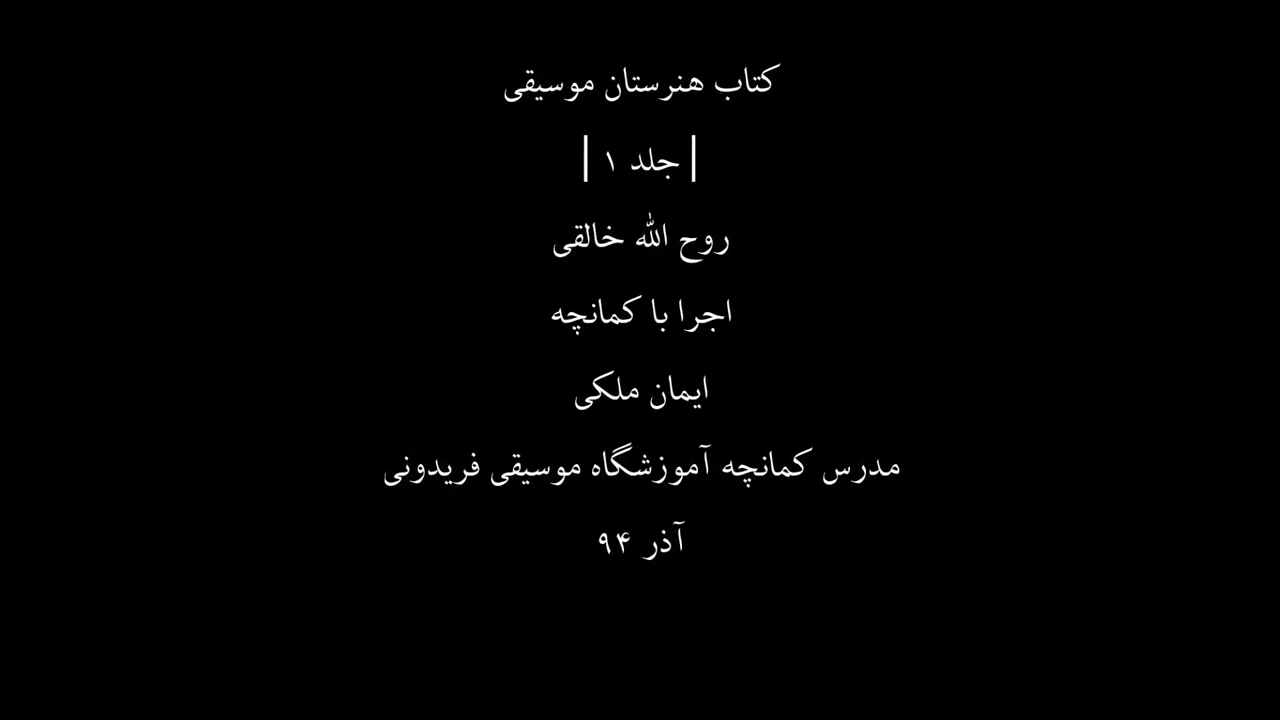 کتاب هنرستان موسیقی
| جلد ۱ |
روح الله خالقی
اجرا با کمانچه
ایمان ملکی
مدرس کمانچه آموزشگاه موسیقی فریدونی
آذر ۹۴